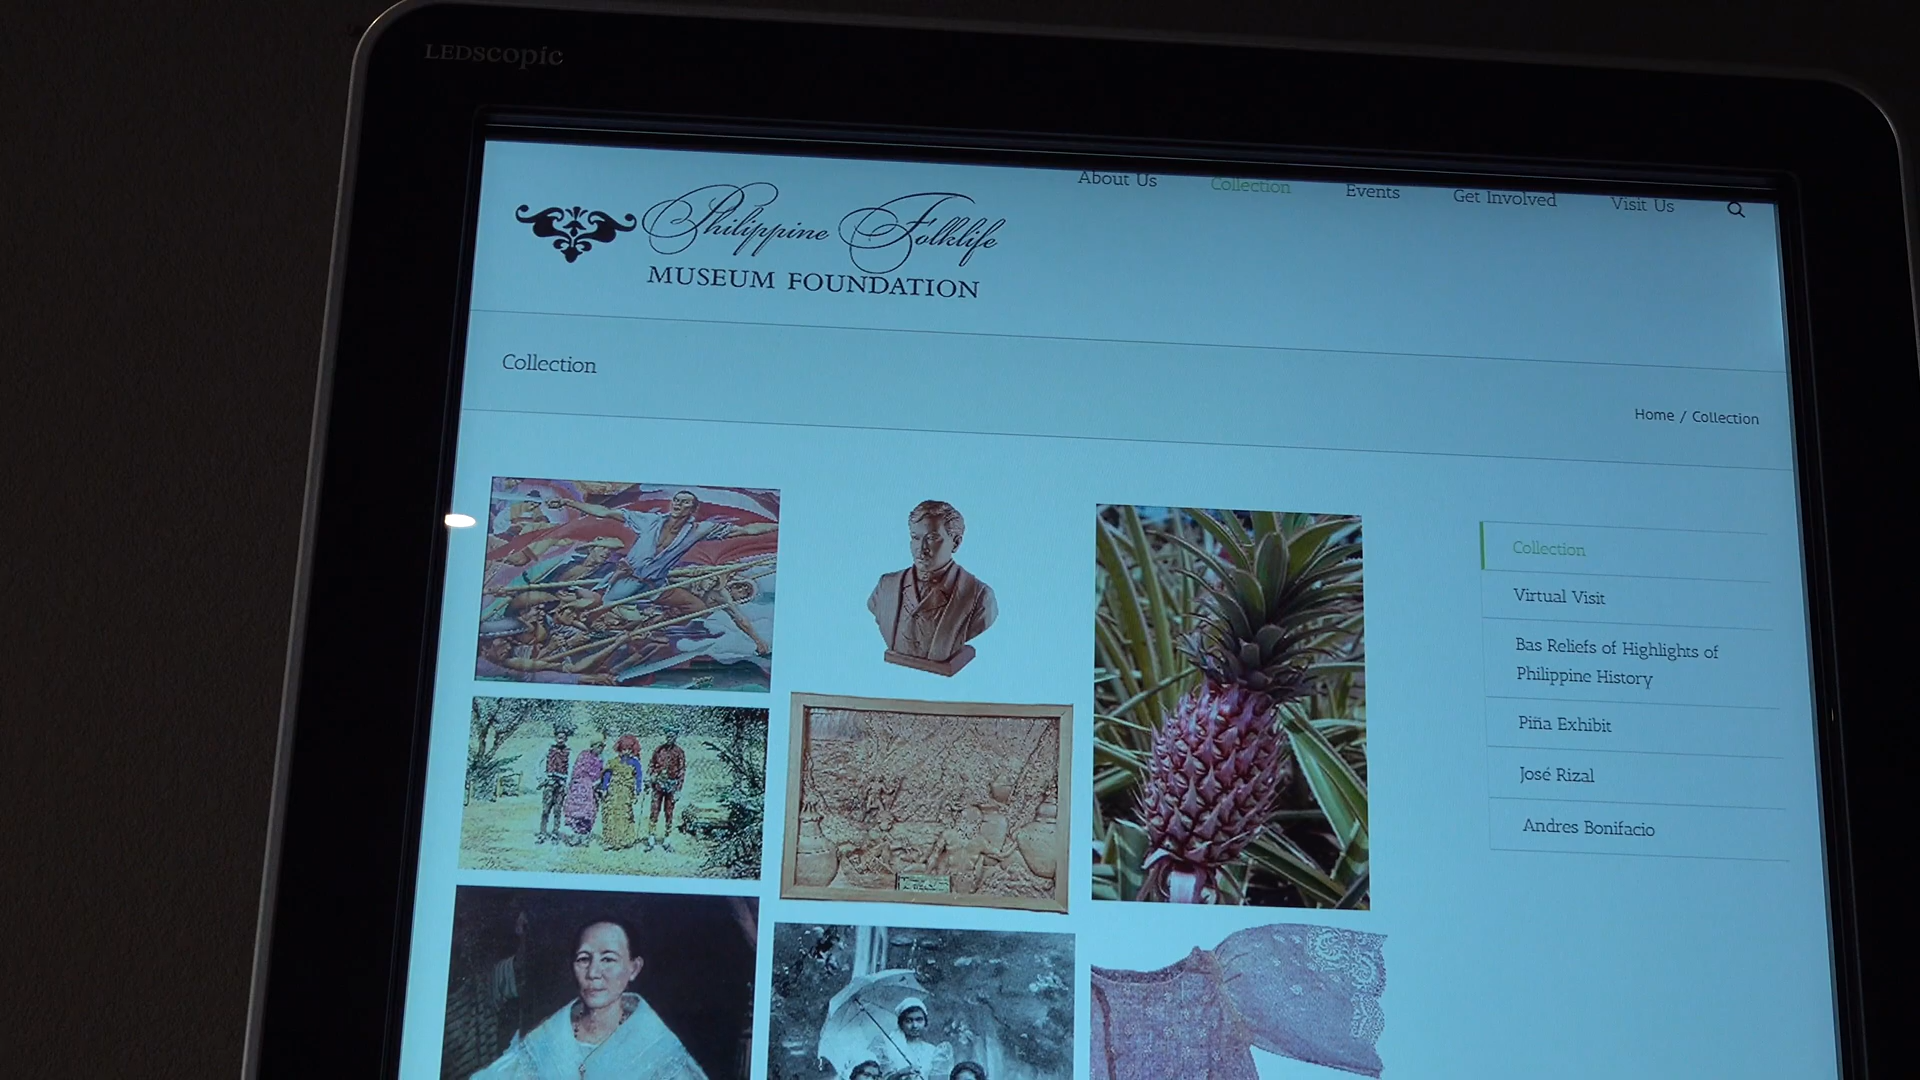 LEDscopic
Philippine Folklife
MUSEUM FOUNDATION
About Us
Collection
Events
Get Involved
Visit Us
Collection
Home / Collection
Collection
Virtual Visit
Bas Reliefs of Highlights of
Philippine History
Piña Exhibit
José Rizal
Andres Bonifacio